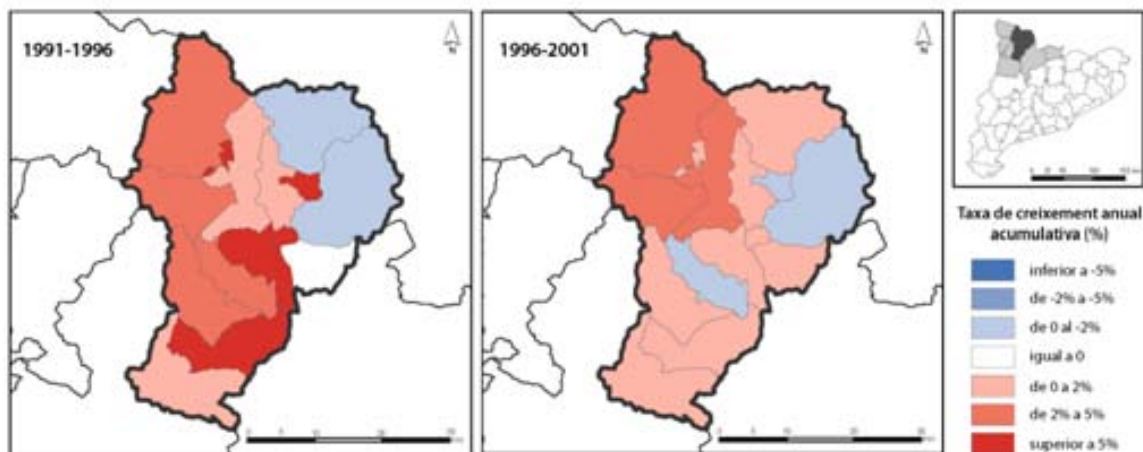 1991-1996
N
1996-2001
N
Taxa de creixement anual
acumulativa (%)
inferior a -5%
de -2% a -5%
de 0 al -2%
igual a 0
de 0 a 2%
de 2% a 5%
superior a 5%